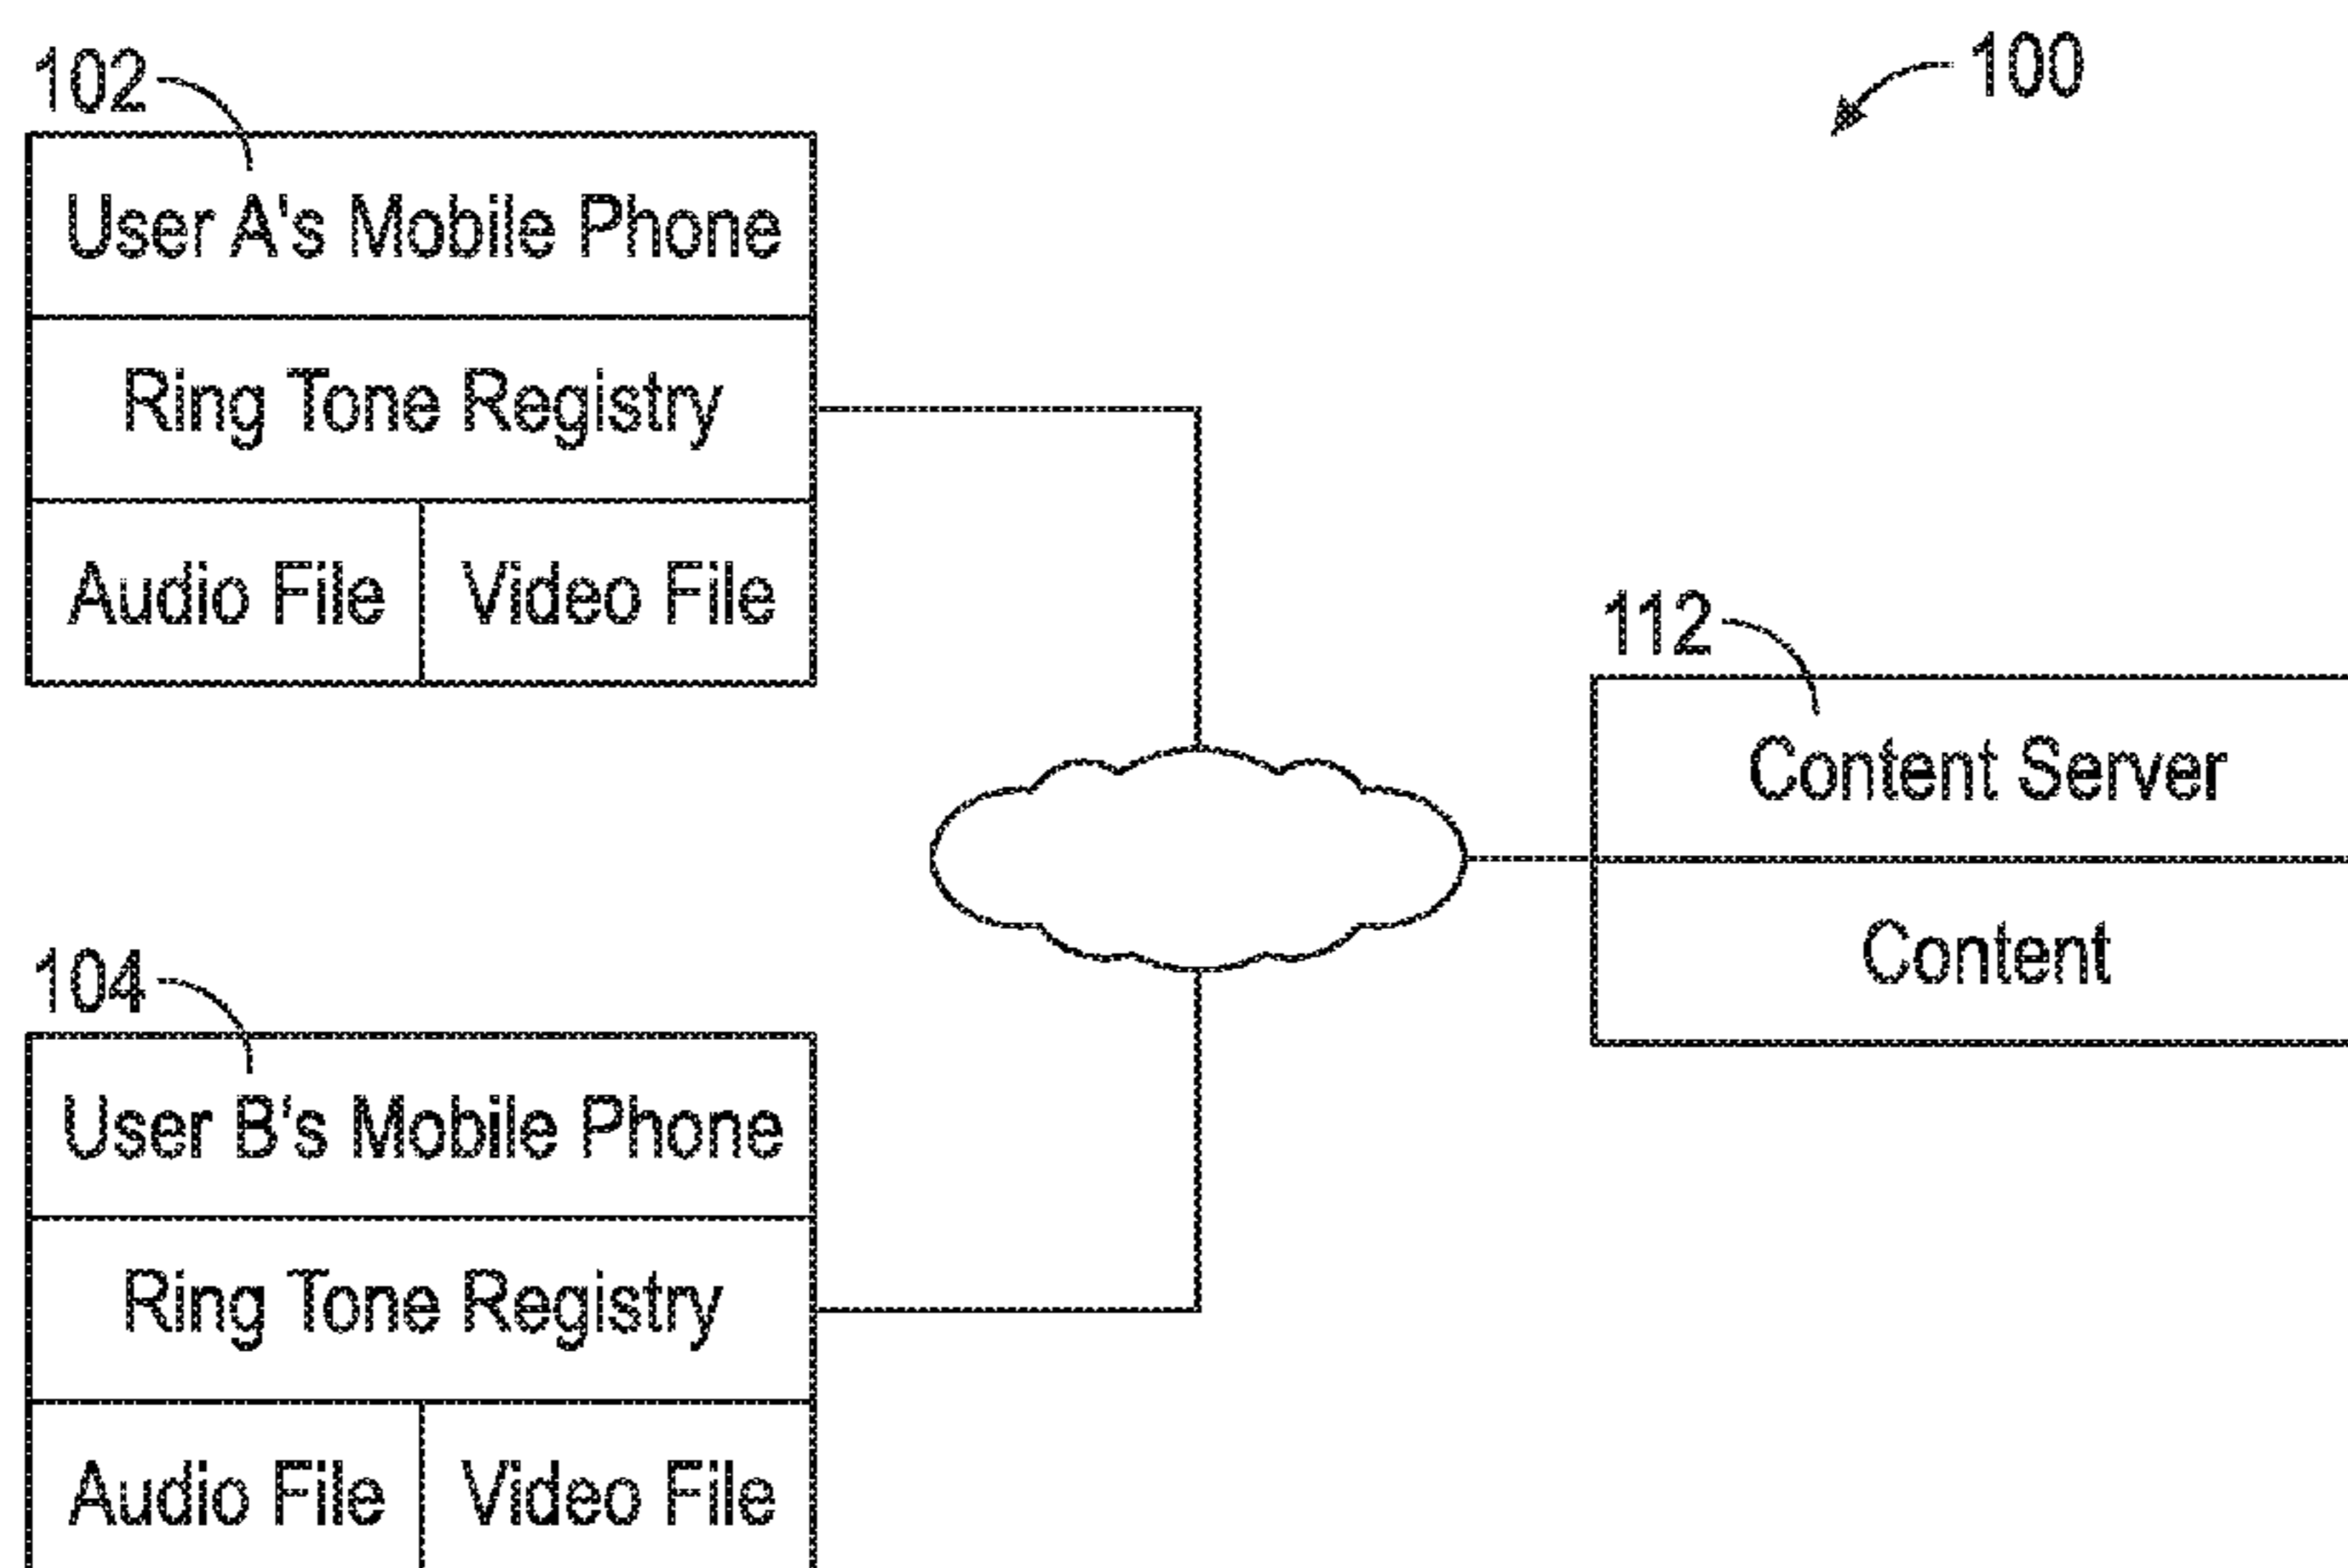 102
100
User A's Mobile Phone
Ring Tone Registry
Audio File
Video File
112
Content Server
Content
104
User B's Mobile Phone
Ring Tone Registry
Audio File
Video File